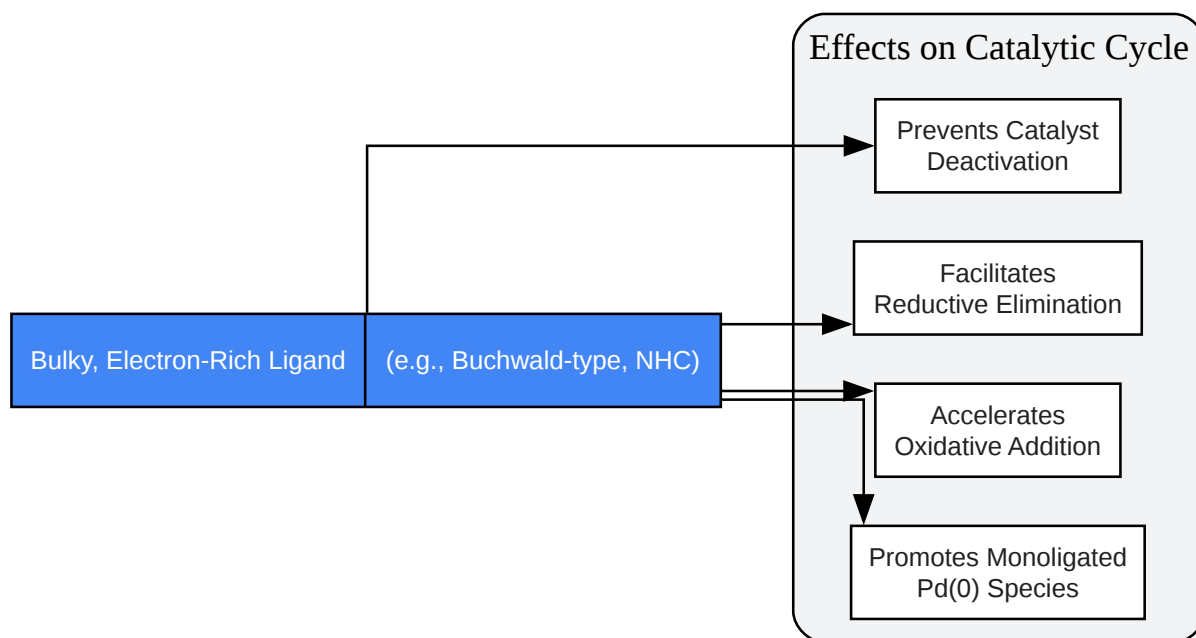 Effects on Catalytic Cycle
Prevents Catalyst
Deactivation
Facilitates
Reductive Elimination
Bulky, Electron-Rich Ligand
(e.g., Buchwald-type, NHC)
Accelerates
Oxidative Addition
Promotes Monoligated
Pd(0) Species